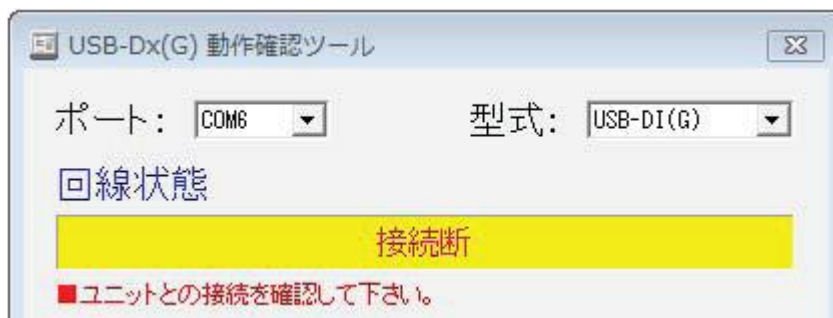 USB-Dx(G) 動作確認ツール
ポート: COM6 型式: USB-DI(G)
回線状態
接続断
■ユニットとの接続を確認して下さい。